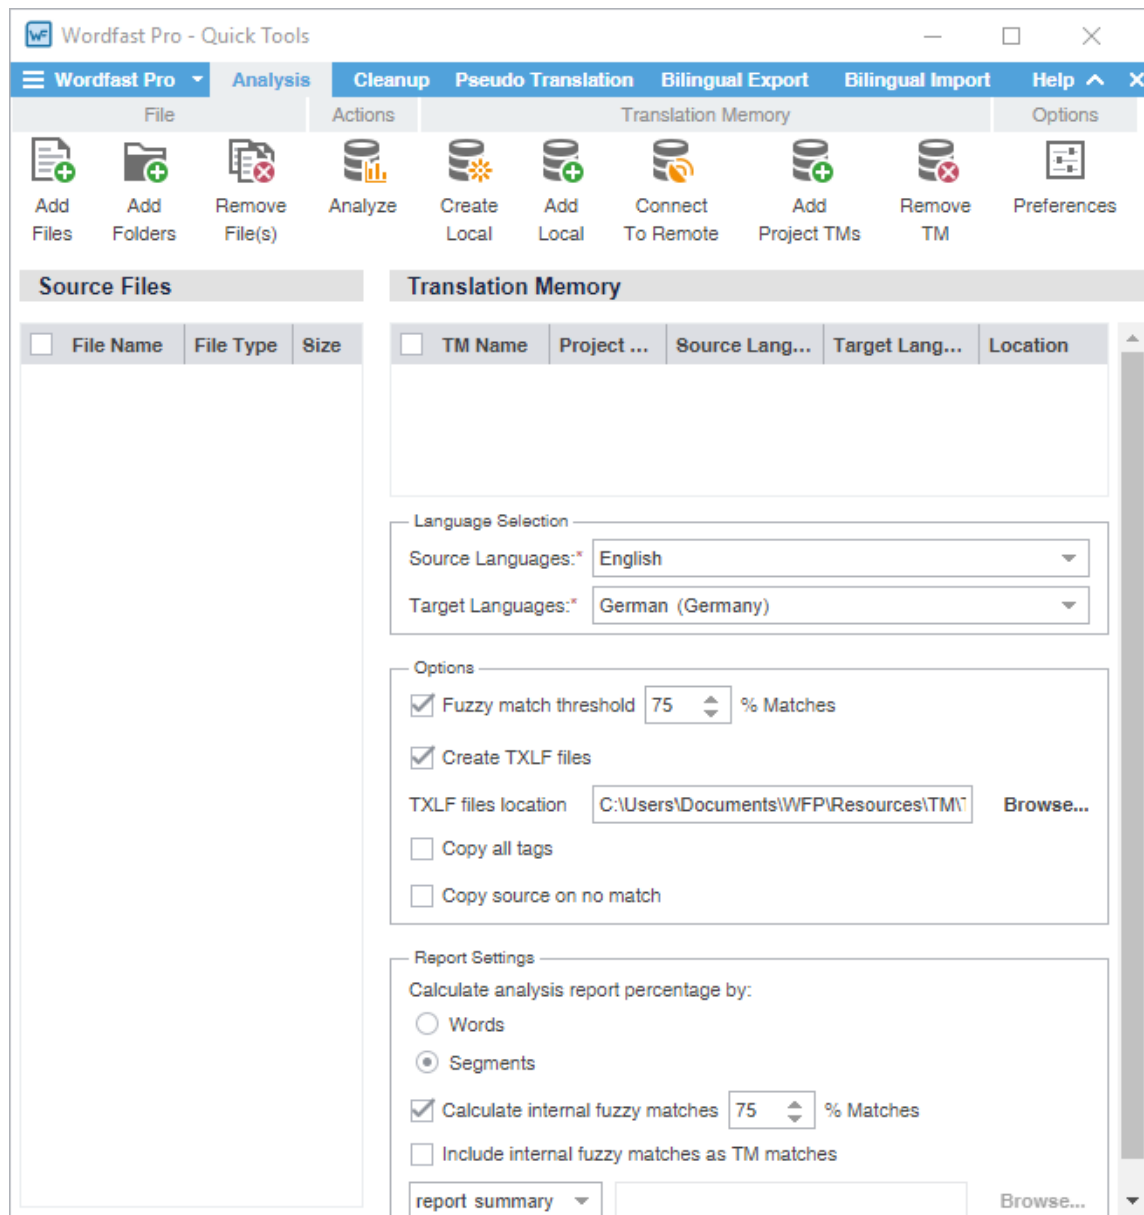 WF Wordfast Pro - Quick Tools
Wordfast Pro Analysis Cleanup Pseudo Translation Bilingual Export Bilingual Import Help
File Actions Translation Memory Options
Add Files
Add Folders
Remove File(s)
Analyze
Create Local
Add Local
Connect To Remote
Add Project TMs
Remove TM
Preferences
Source Files
File Name File Type Size
Translation Memory
TM Name Project ... Source Lang... Target Lang... Location
Language Selection
Source Languages:* English
Target Languages:* German (Germany)
Options
Fuzzy match threshold 75 % Matches
Create TXLF files
TXLF files location C:\Users\Documents\WFP\Resources\TM\ Browse...
Copy all tags
Copy source on no match
Report Settings
Calculate analysis report percentage by:
Words
Segments
Calculate internal fuzzy matches 75 % Matches
Include internal fuzzy matches as TM matches
report summary Browse...